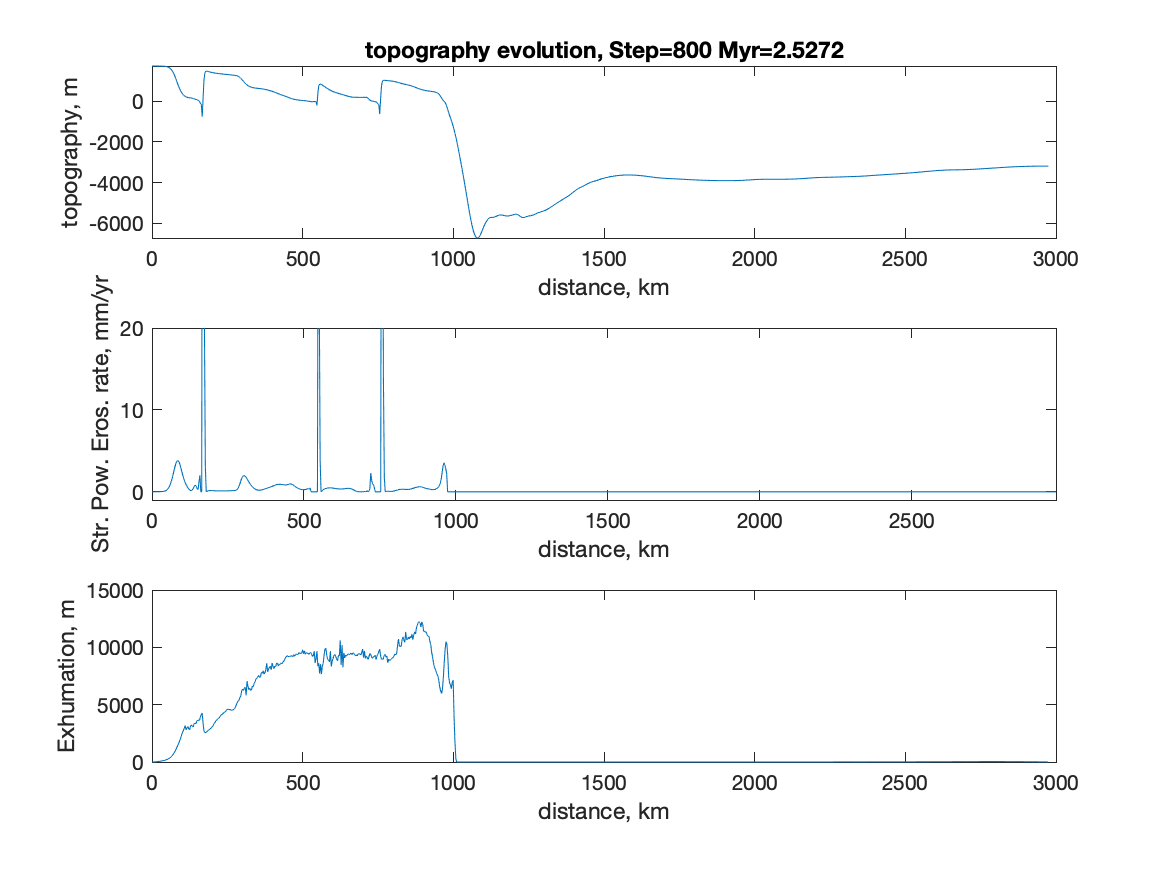 topography evolution, Step=800 Myr=2.5272
topography, m
0
-2000
-4000
-6000
0 500 1000 1500 2000 2500 3000
distance, km
Str. Pow. Eros. rate, mm/yr
20
10
0
0 500 1000 1500 2000 2500
distance, km
Exhumation, m
15000
10000
5000
0
0 500 1000 1500 2000 2500 3000
distance, km